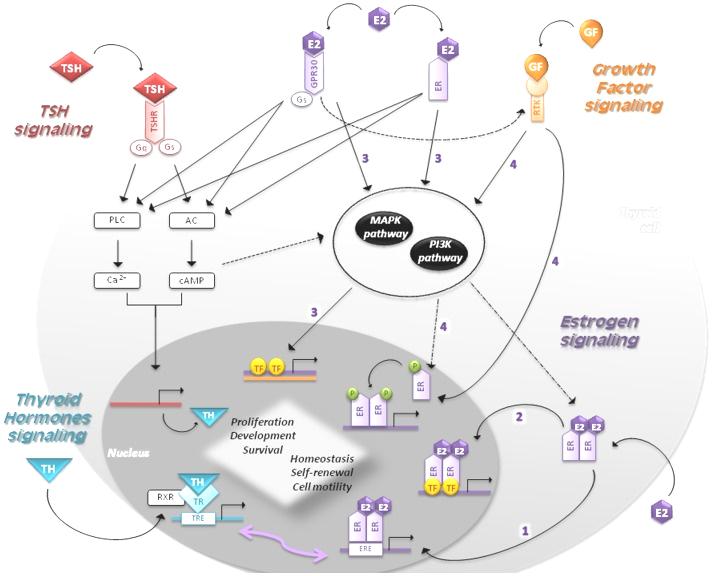 E2
GF
TSH
E2
E2
GF
TSH
GPR30
ER
RTK
Growth
Factor
signaling
TSH
signaling
TSHR
Gs
Gq
Gs
3
3
4
PLC
AC
MAPK
pathway
PI3K
pathway
Thyroid
cell
Ca2+
cAMP
4
3
4
Estrogen
signaling
TF
TF
P
ER
P
P
ER
ER
Thyroid
Hormones
signaling
TH
Proliferation
Development
Survival
Homeostasis
Self-renewal
Cell motility
Nucleus
2
E2
E2
ER
ER
E2
E2
ER
ER
TF
TF
TH
TH
RXR
TR
TRE
E2
E2
ER
ER
ERE
1
E2